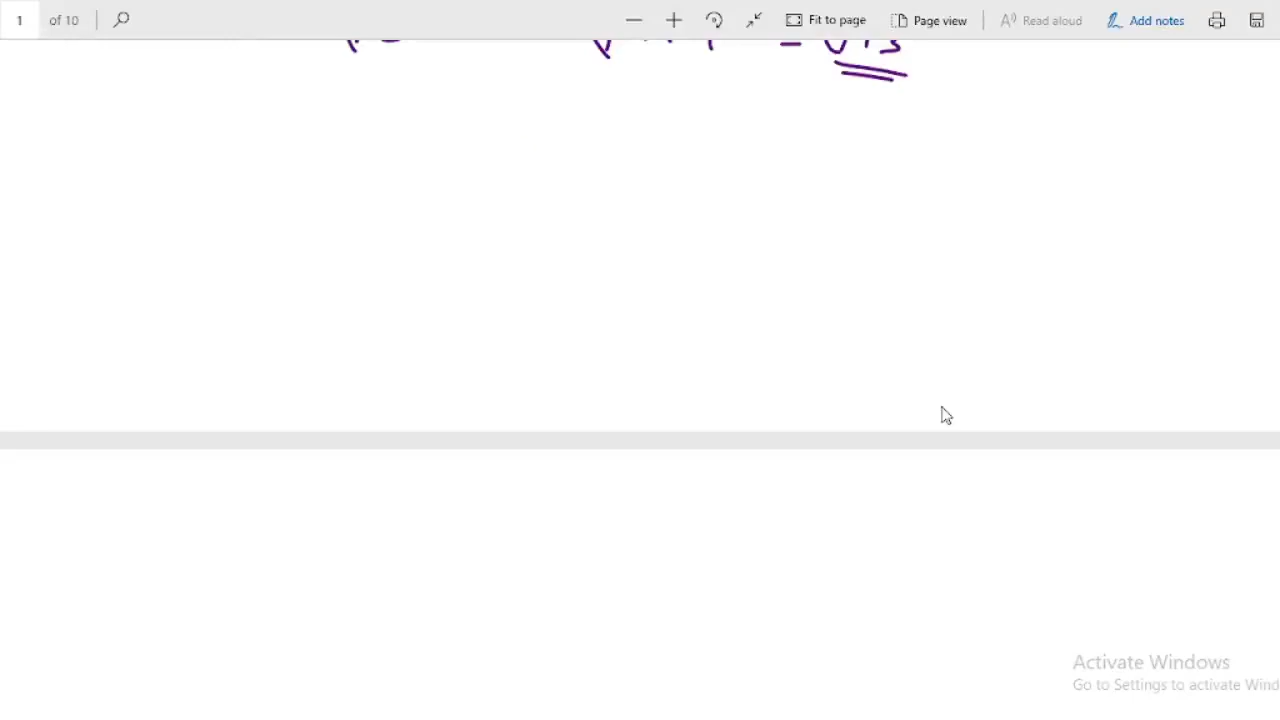 1 of 10 Fit to page Page view Read aloud Add notes
Activate Windows
Go to Settings to activate Wind